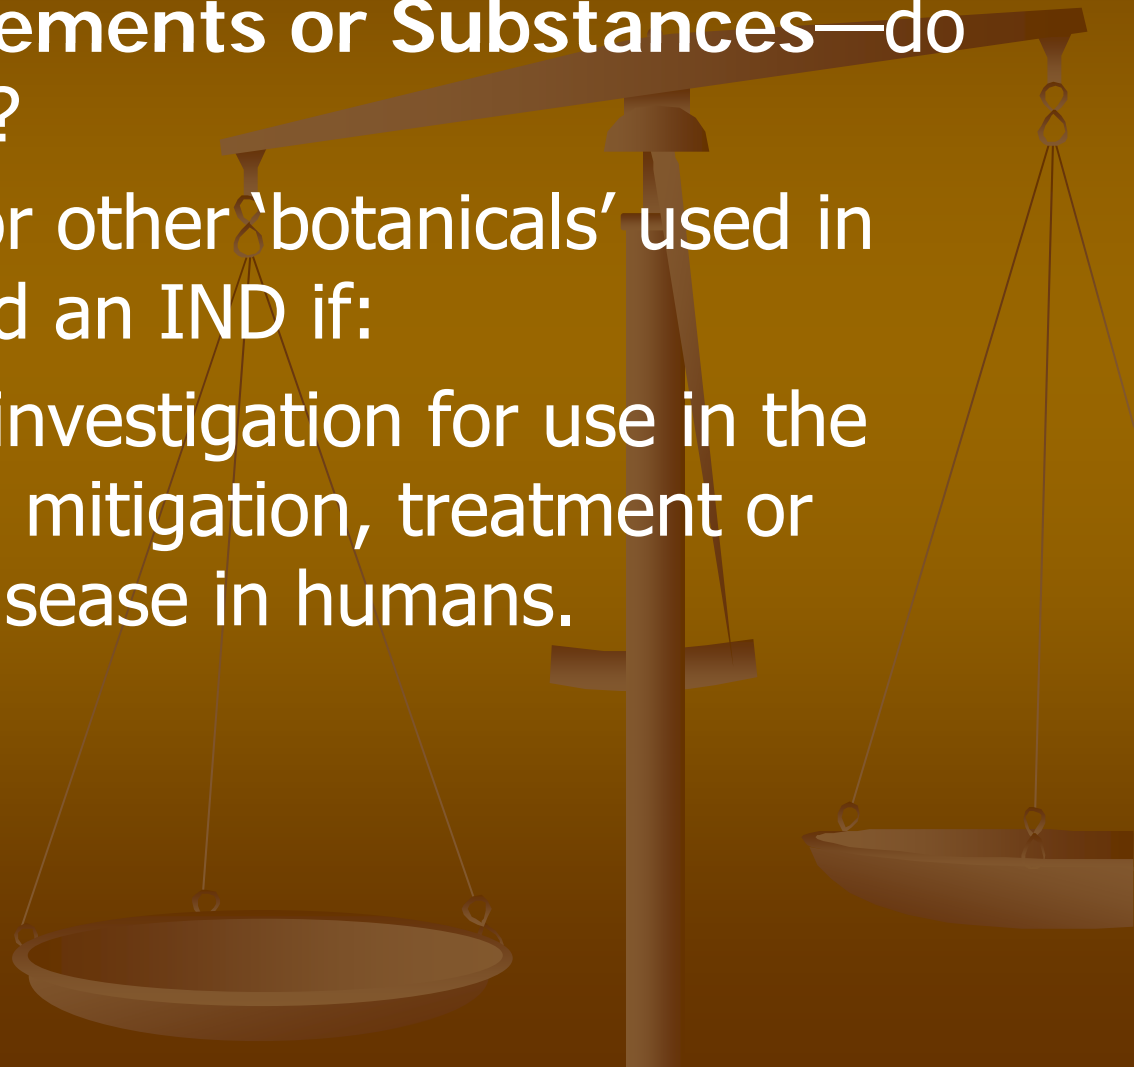 ements or Substances—do
?
or other ‘botanicals’ used in
d an IND if:
investigation for use in the
mitigation, treatment or
sease in humans.